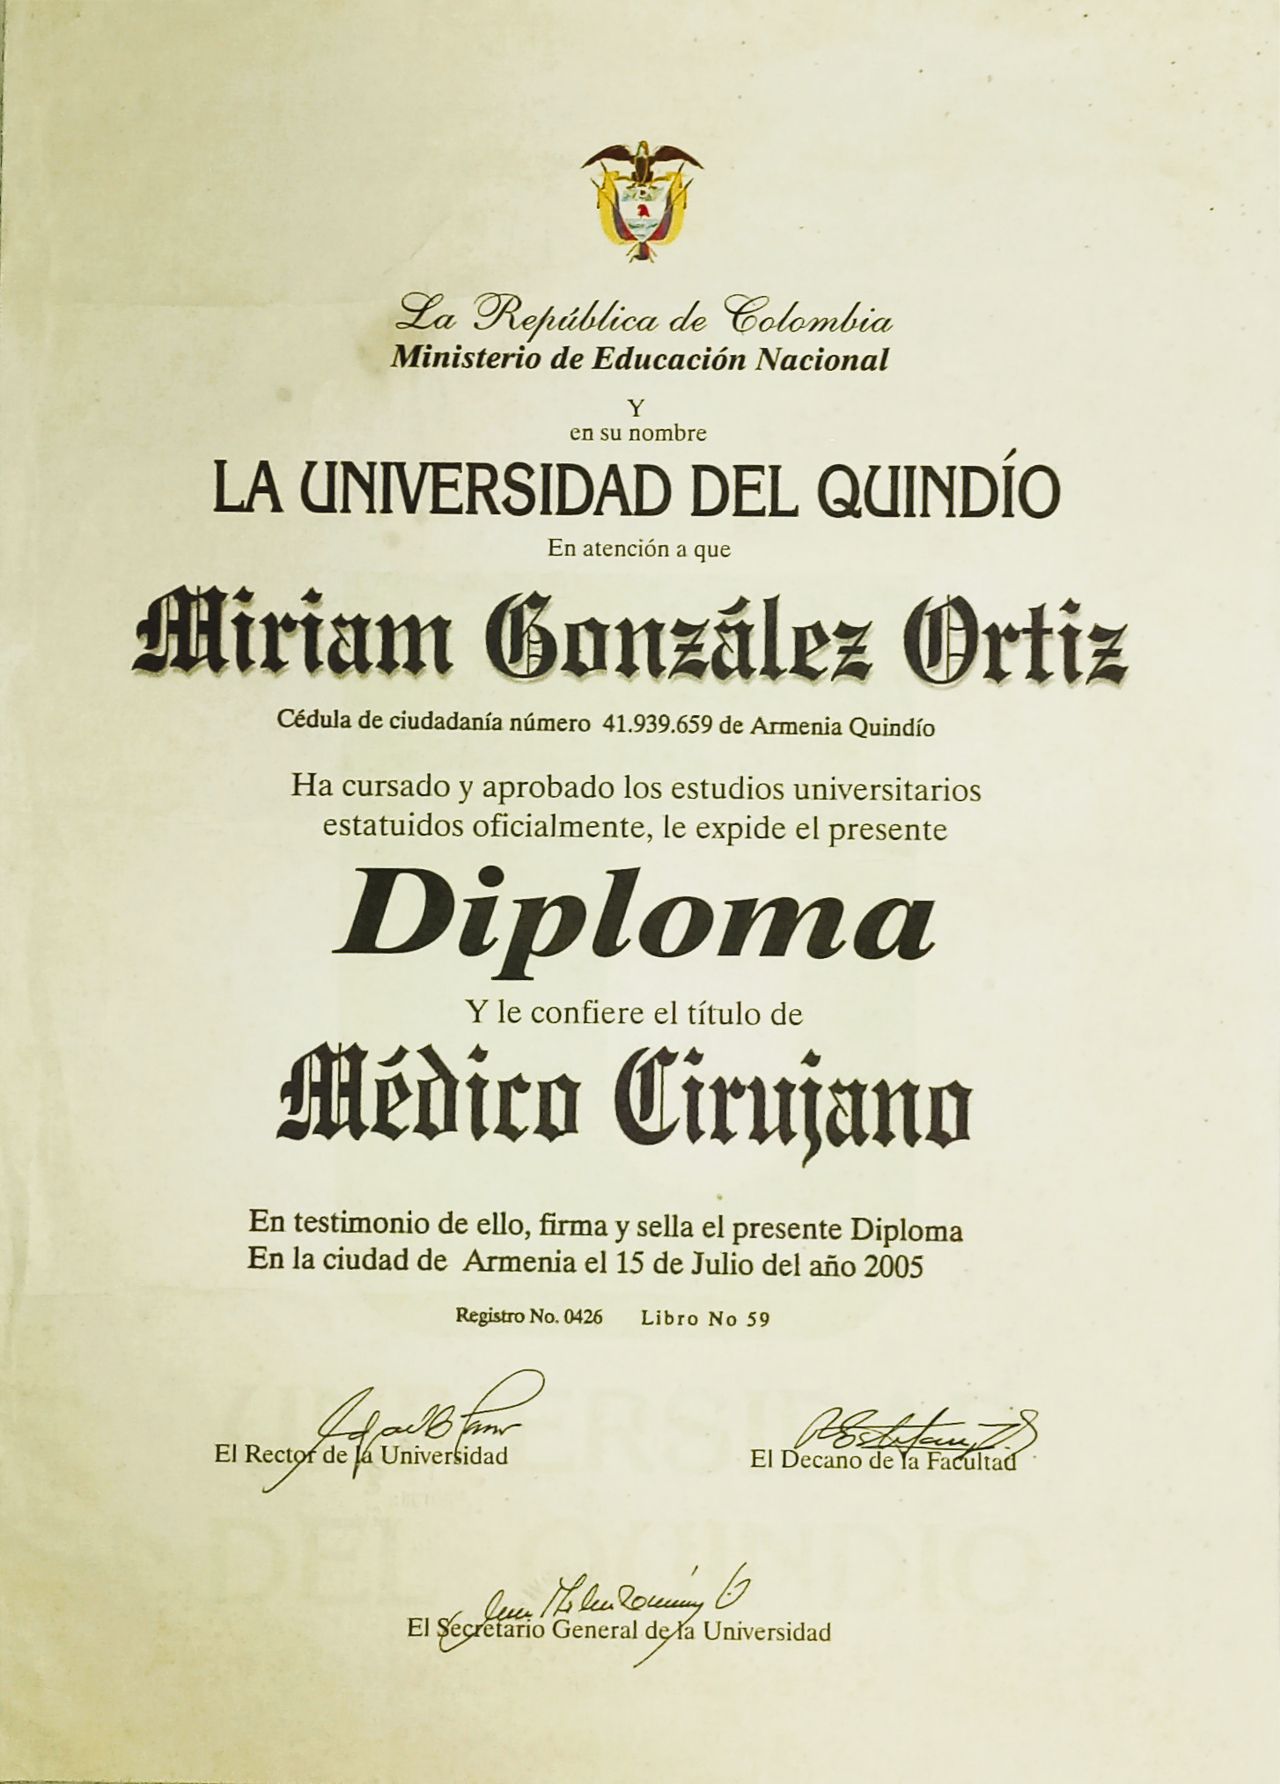 La República de Colombia
Ministerio de Educación Nacional
Y
en su nombre
LA UNIVERSIDAD DEL QUINDÍO
En atención a que
Miriam González Ortiz
Cédula de ciudadanía número 41.939.659 de Armenia Quindío
Ha cursado y aprobado los estudios universitarios
estatuidos oficialmente, le expide el presente
Diploma
Y le confiere el título de
Médico Cirujano
En testimonio de ello, firma y sella el presente Diploma
En la ciudad de Armenia el 15 de Julio del año 2005
Registro No. 0426 Libro No 59
El Rector de la Universidad
El Decano de la Facultad
UNIVERSIDAD
DEL QUINDIO
El Secretario General de la Universidad